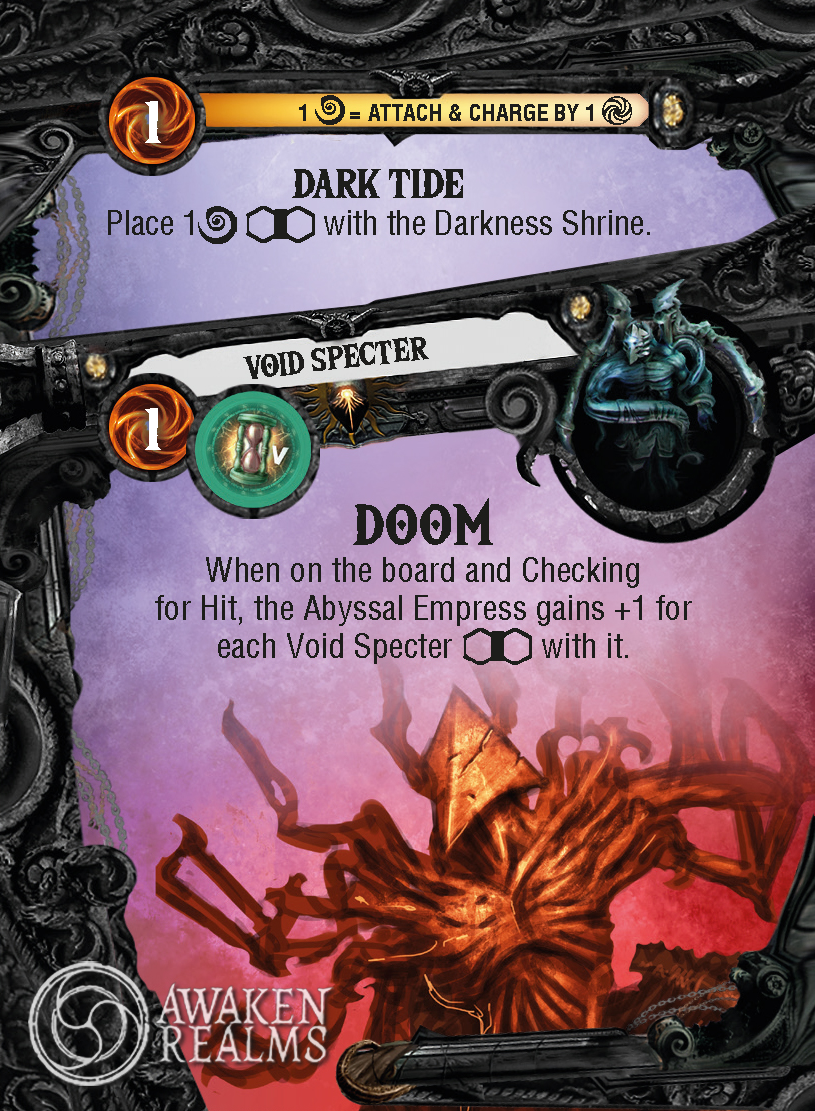 1
1 = ATTACH & CHARGE BY 1
DARK TIDE
Place 1 with the Darkness Shrine.
VOID SPECTER
1
V
DOOM
When on the board and Checking
for Hit, the Abyssal Empress gains +1 for
each Void Specter with it.
AWAKEN
REALMS